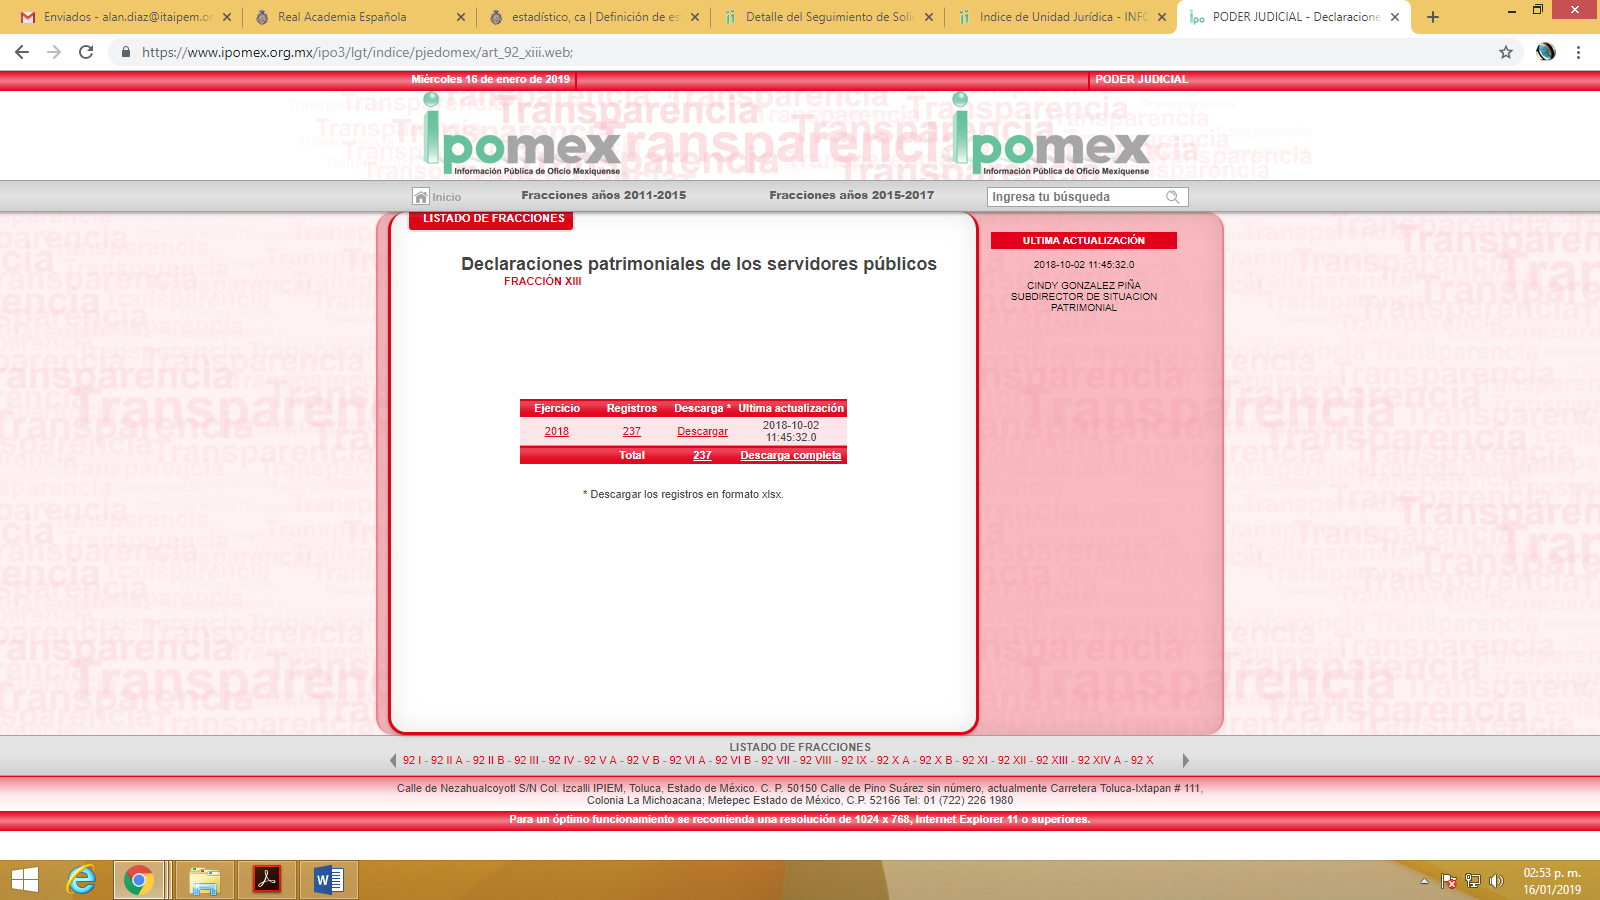 Enviados - alan.diaz@itaipem.or
Real Academia Española
estadístico, ca | Definición de es
Detalle del Seguimiento de Solic
Indice de Unidad Jurídica - INFO
PODER JUDICIAL - Declaracione
https://www.ipomex.org.mx/ipo3/lgt/indice/pjedomex/art_92_xiii.web;
Miércoles 16 de enero de 2019
PODER JUDICIAL
ipomex
Información Pública de Oficio Mexiquense
ipomex
Información Pública de Oficio Mexiquense
Inicio
Fracciones años 2011-2015
Fracciones años 2015-2017
Ingresa tu búsqueda
LISTADO DE FRACCIONES
Declaraciones patrimoniales de los servidores públicos
FRACCIÓN XIII
Ejercicio Registros Descarga * Ultima actualización
2018 237 Descargar 2018-10-02
11:45:32.0
Total 237 Descarga completa
* Descargar los registros en formato xlsx.
ULTIMA ACTUALIZACIÓN
2018-10-02 11:45:32.0
CINDY GONZALEZ PIÑA
SUBDIRECTOR DE SITUACION
PATRIMONIAL
LISTADO DE FRACCIONES
92 I - 92 II A - 92 II B - 92 III - 92 IV - 92 V A - 92 V B - 92 VI A - 92 VI B - 92 VII - 92 VIII - 92 IX - 92 X A - 92 X B - 92 XI - 92 XII - 92 XIII - 92 XIV A - 92 X
Calle de Nezahualcoyotl S/N Col. Izcalli IPIEM, Toluca, Estado de México. C. P. 50150 Calle de Pino Suárez sin número, actualmente Carretera Toluca-Ixtapan # 111,
Colonia La Michoacana; Metepec Estado de México, C.P. 52166 Tel: 01 (722) 226 1980
Para un óptimo funcionamiento se recomienda una resolución de 1024 x 768, Internet Explorer 11 o superiores.
02:53 p. m.
16/01/2019